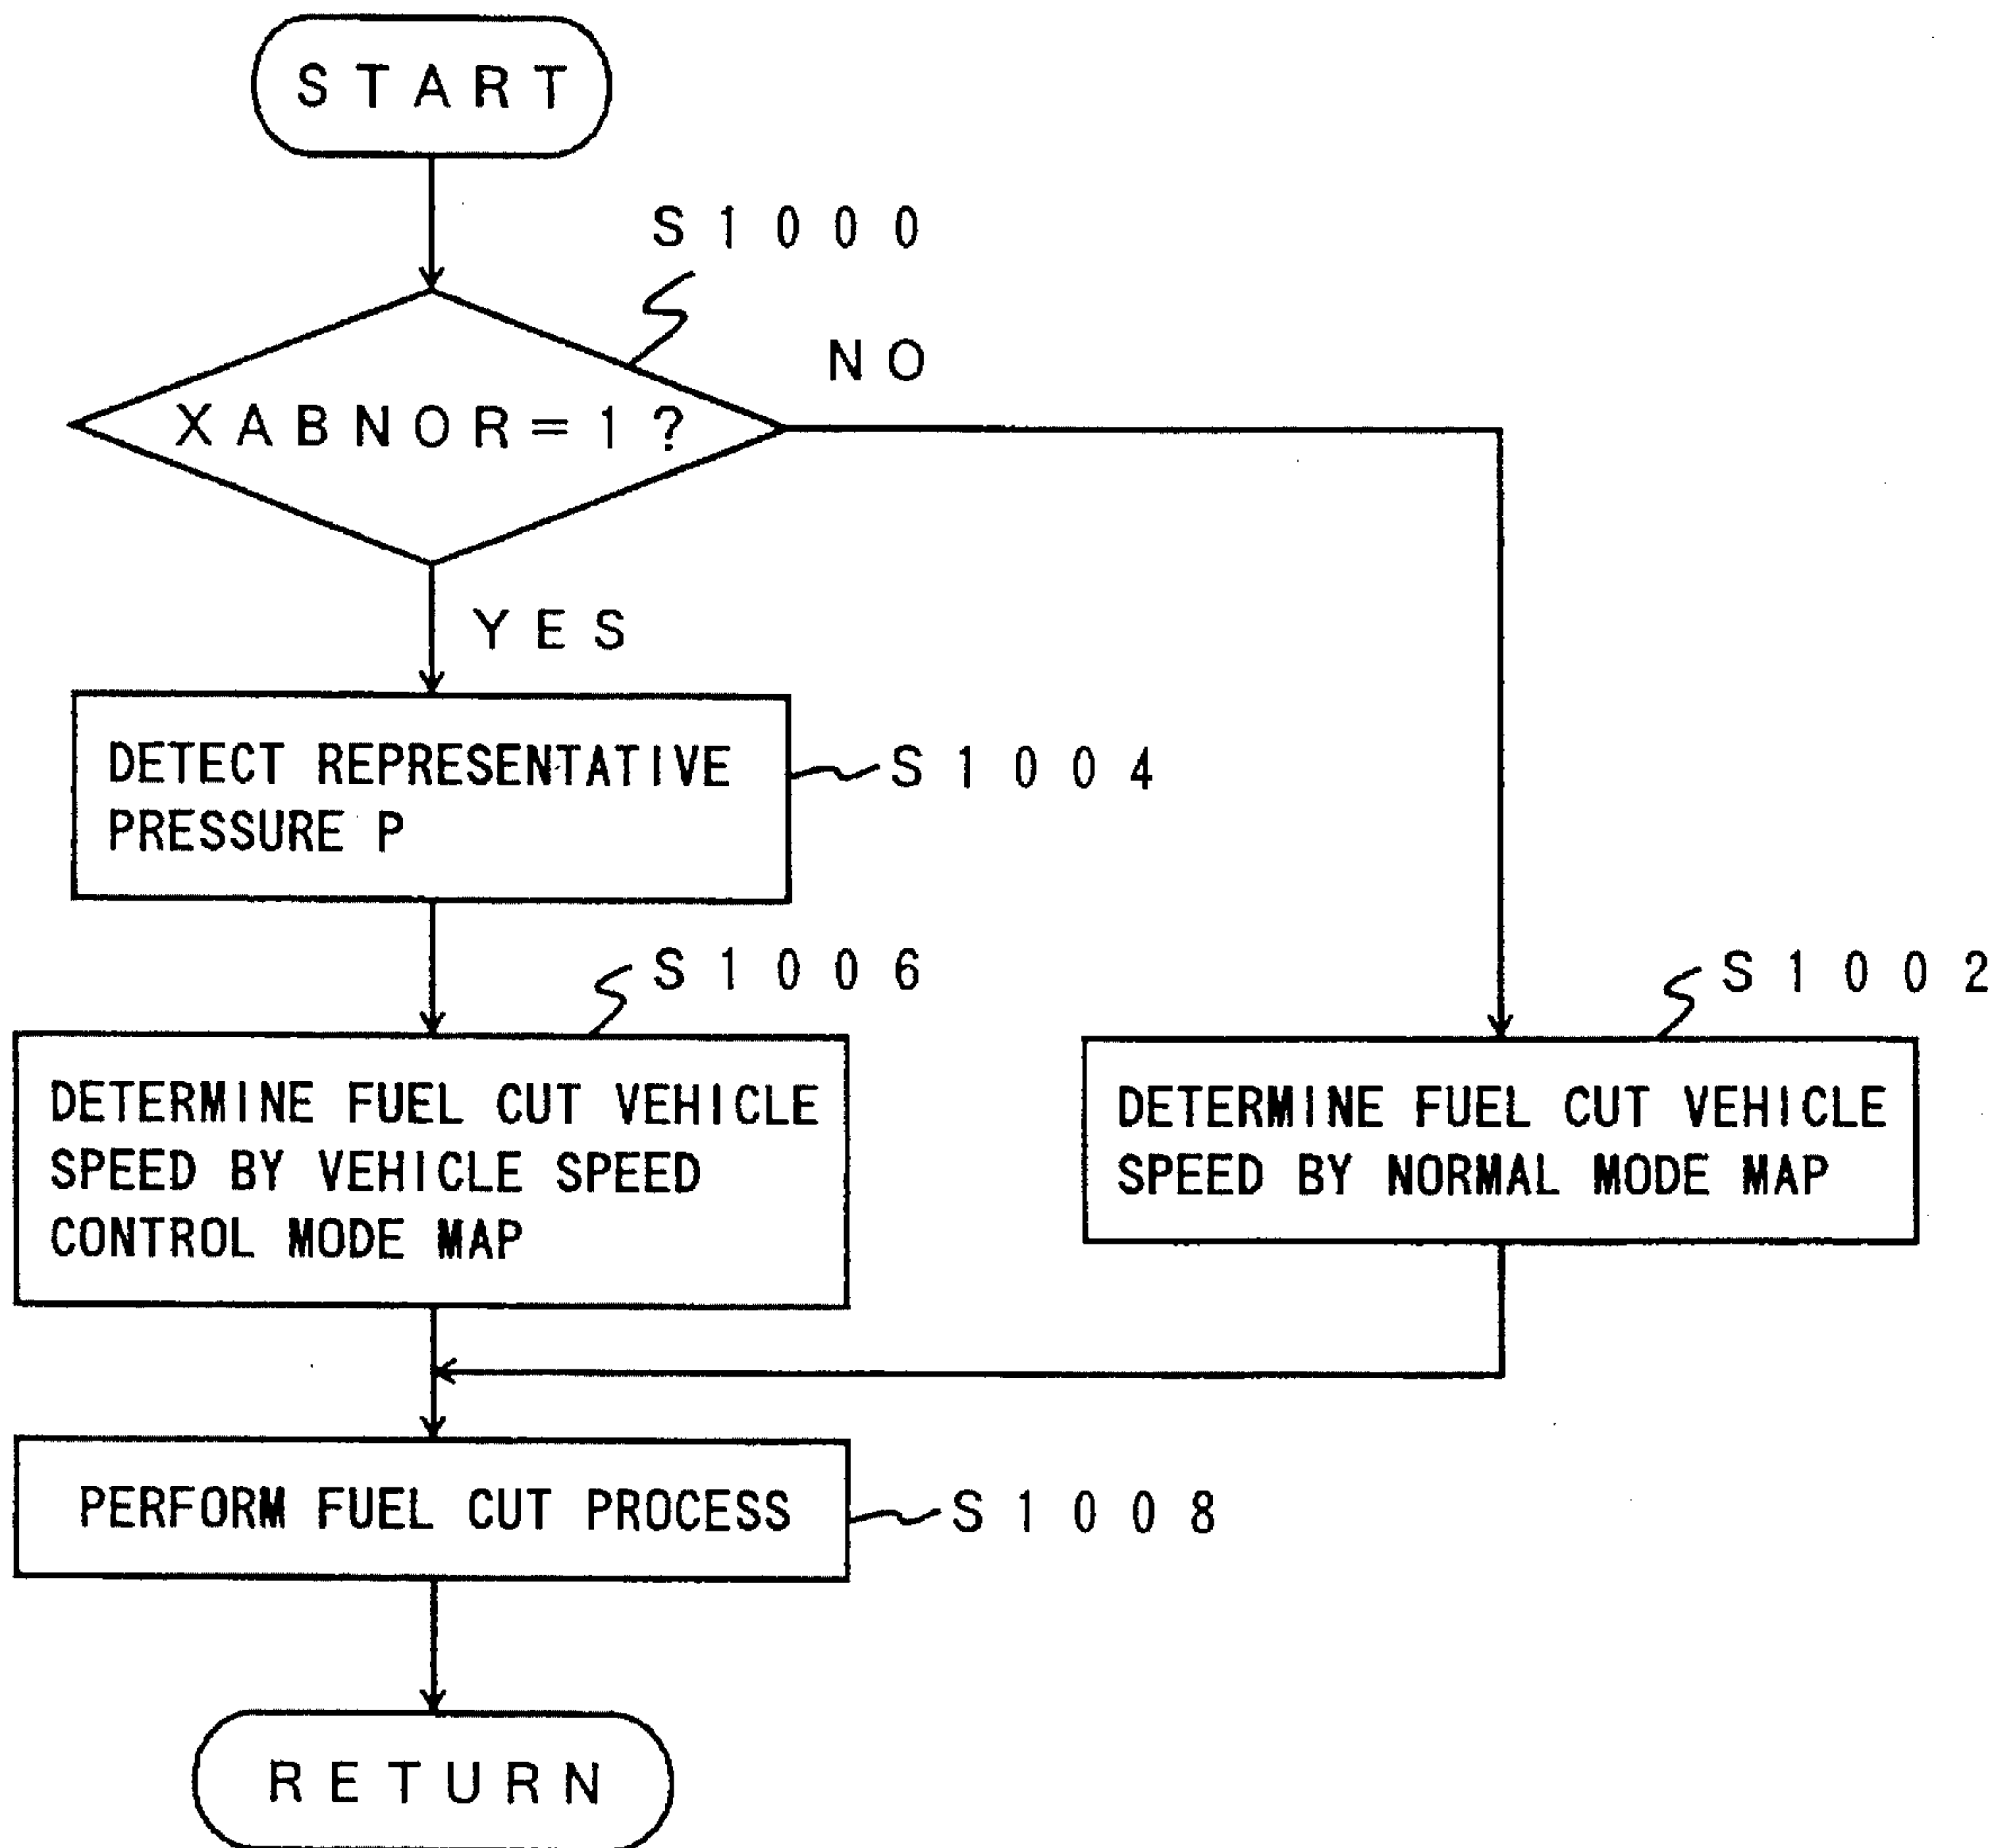 START
S1000
NO
XABNOR=1?
YES
DETECT REPRESENTATIVE
PRESSURE P
S1004
S1006
S1002
DETERMINE FUEL CUT VEHICLE
SPEED BY VEHICLE SPEED
CONTROL MODE MAP
DETERMINE FUEL CUT VEHICLE
SPEED BY NORMAL MODE MAP
PERFORM FUEL CUT PROCESS
S1008
RETURN